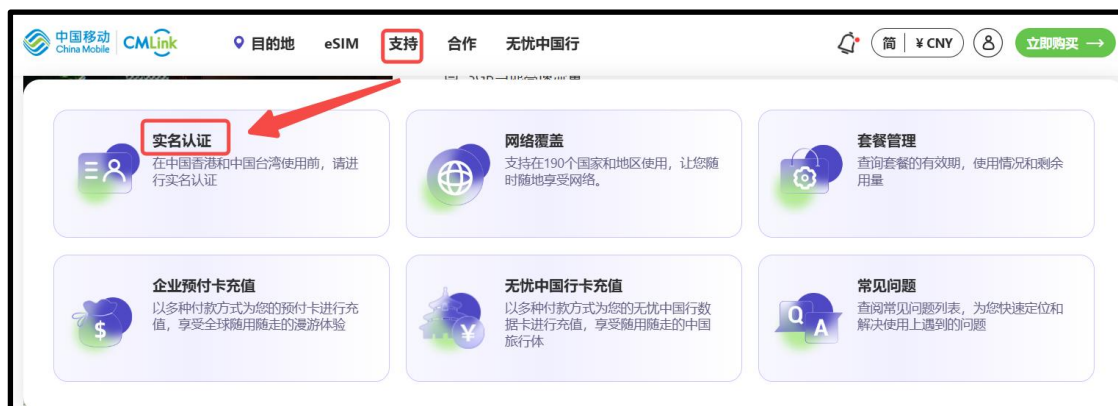 中国移动
China Mobile
CMLink
目的地 eSIM 支持 合作 无忧中国行
简 | ¥ CNY
立即购买 →
实名认证
在中国香港和中国台湾使用前，请进
行实名认证
网络覆盖
支持在190个国家和地区使用，让您随
时随地享受网络。
套餐管理
查询套餐的有效期，使用情况和剩余
用量
企业预付卡充值
以多种付款方式为您的预付卡进行充
值，享受全球随用随走的漫游体验
无忧中国行卡充值
以多种付款方式为您的无忧中国行数
据卡进行充值，享受随用随走的中国
旅行体
常见问题
查阅常见问题列表，为您快速定位和
解决使用上遇到的问题
Q A